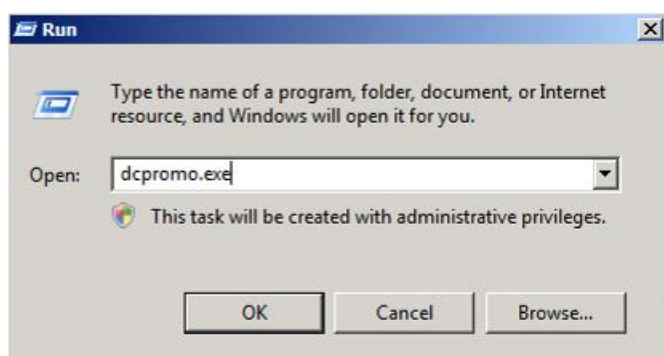 Run
Type the name of a program, folder, document, or Internet
resource, and Windows will open it for you.
Open: dcpromo.exe
This task will be created with administrative privileges.
OK Cancel Browse...